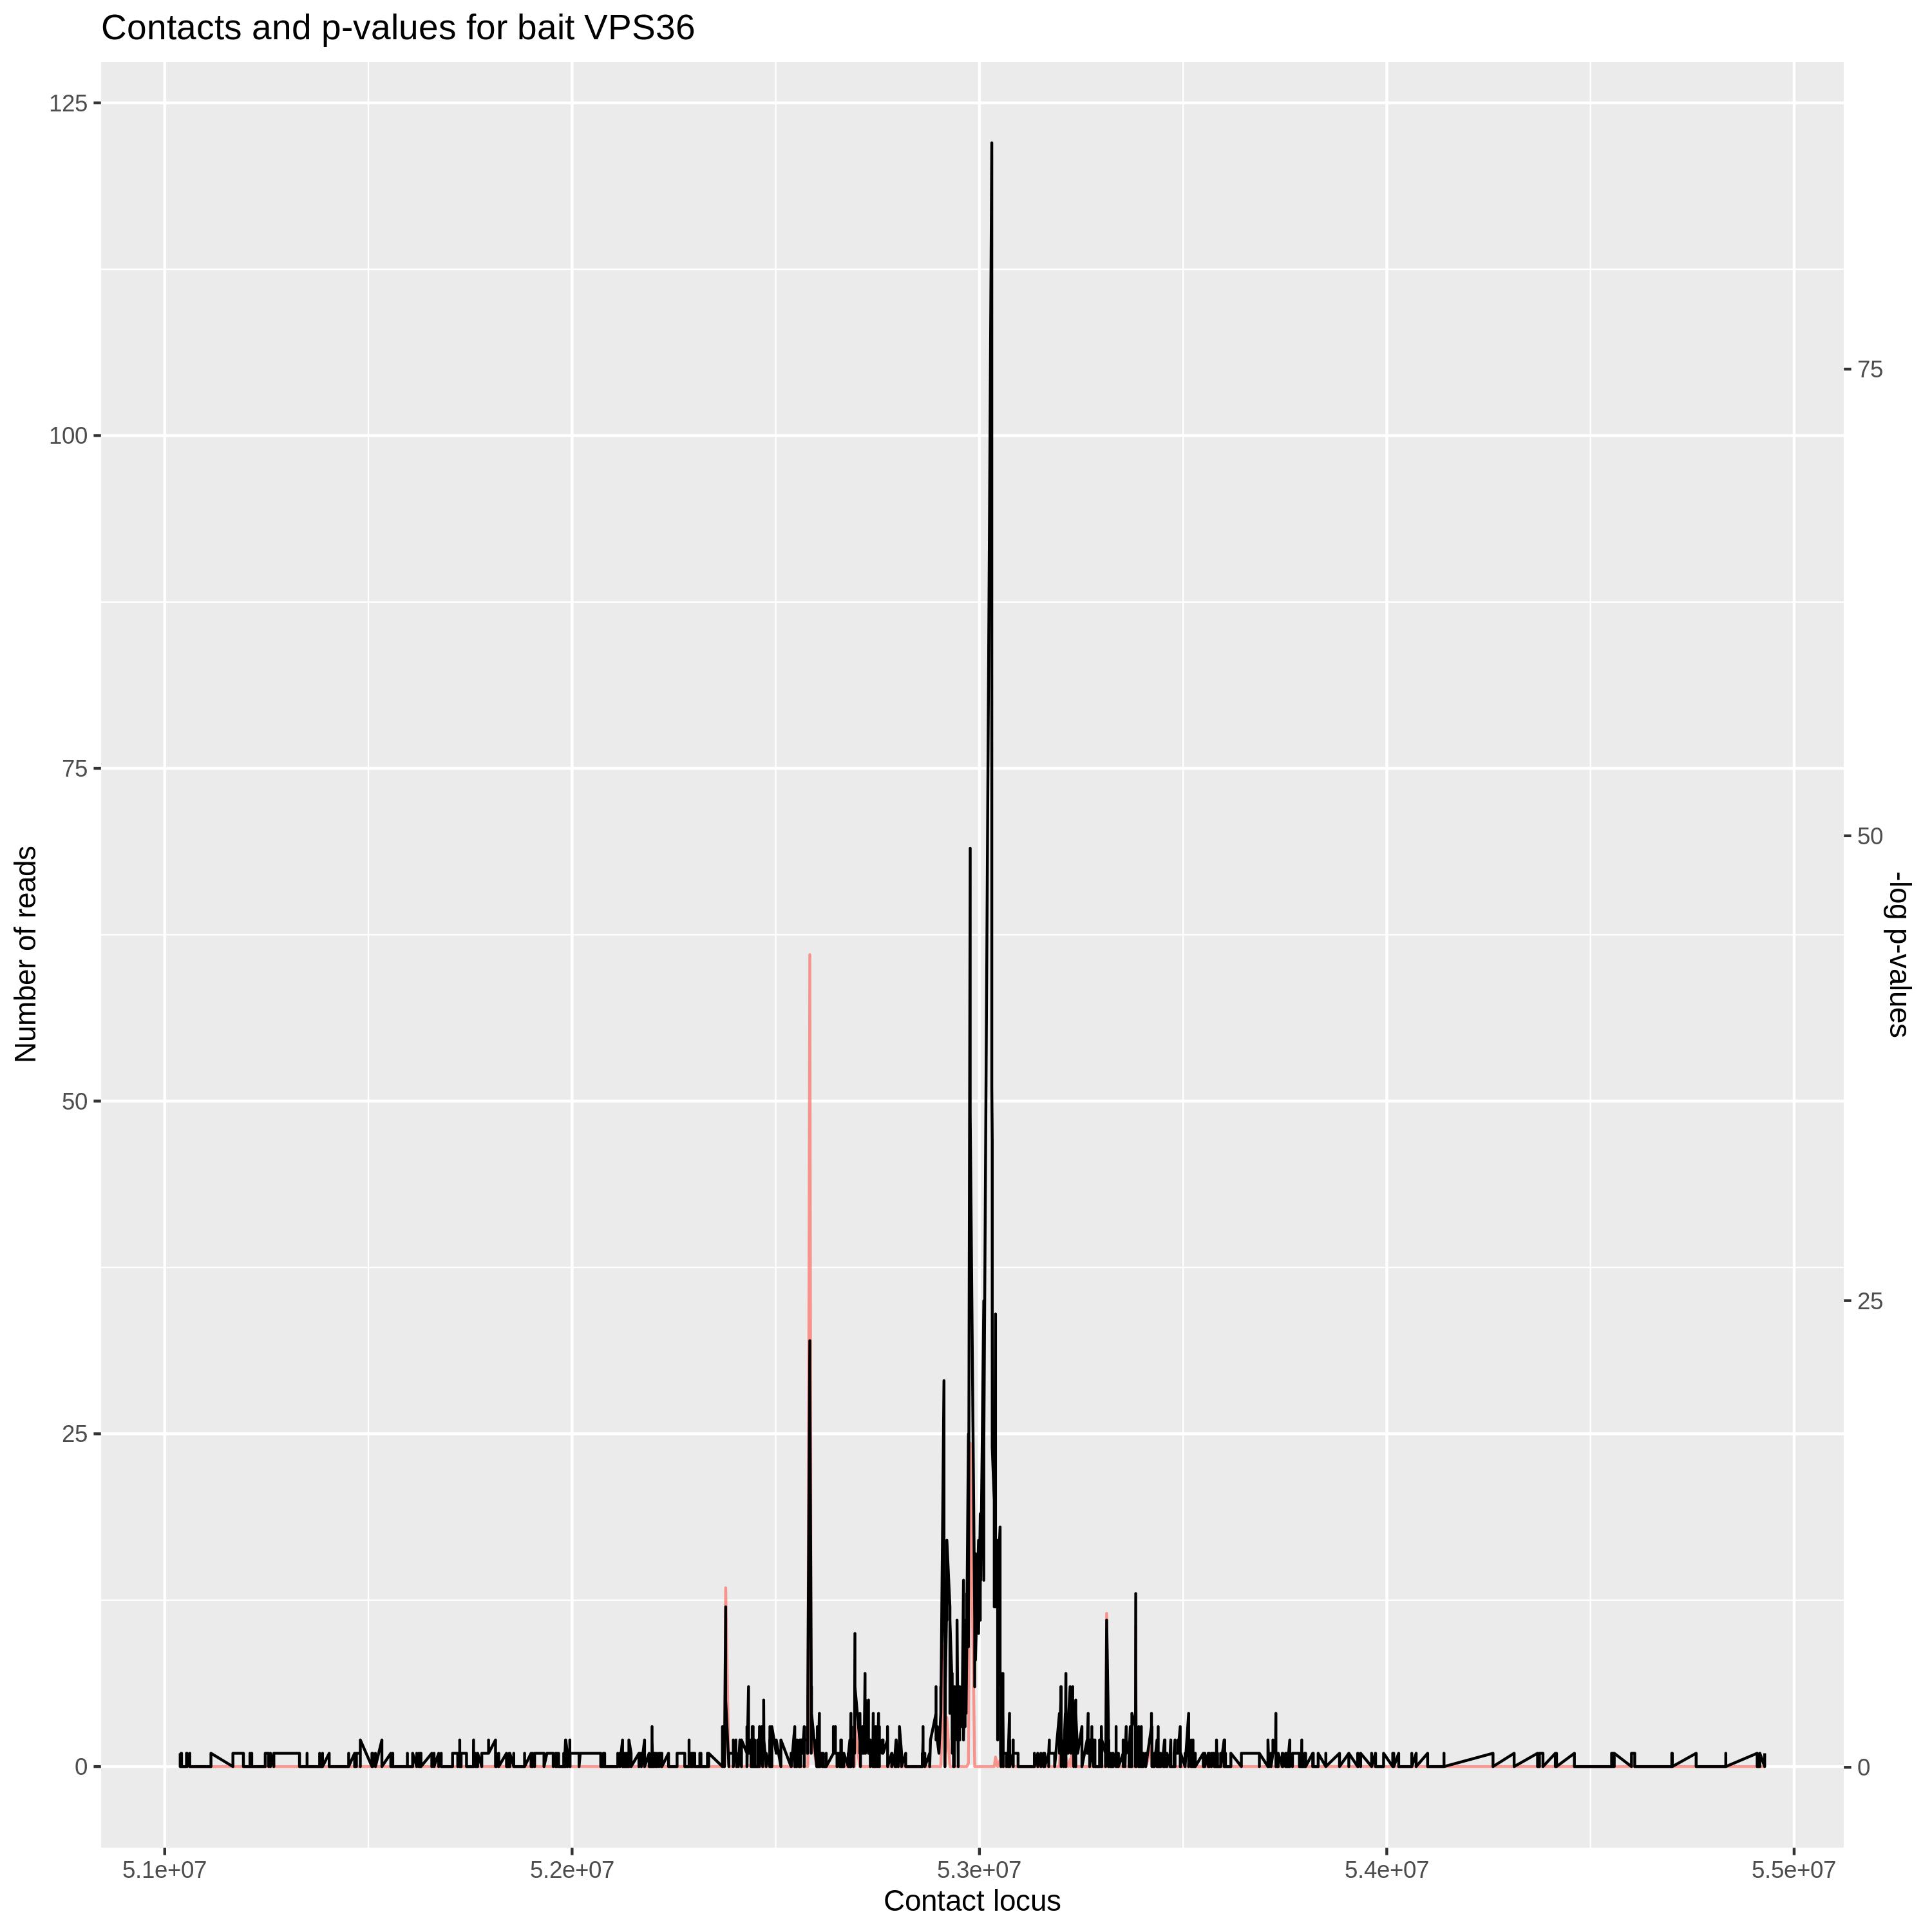 Contacts and p-values for bait VPS36
125
100
75
50
25
0
Number of reads
75
50
25
0
-log p-values
5.1e+07
5.2e+07
5.3e+07
5.4e+07
5.5e+07
Contact locus